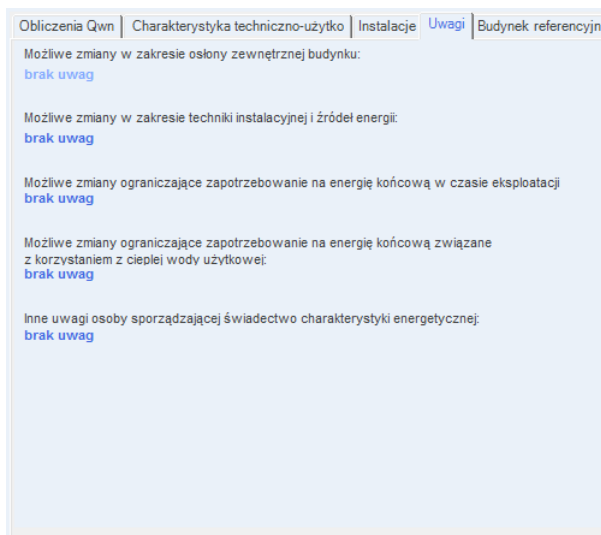 Obliczenia Qwn Charakterystyka techniczno-użytko Instalacje Uwagi Budynek referencyjn
Możliwe zmiany w zakresie osłony zewnętrznej budynku:
brak uwag
Możliwe zmiany w zakresie techniki instalacyjnej i źródeł energii:
brak uwag
Możliwe zmiany ograniczające zapotrzebowanie na energię końcową w czasie eksploatacji
brak uwag
Możliwe zmiany ograniczające zapotrzebowanie na energię końcową związane
z korzystaniem z ciepłej wody użytkowej:
brak uwag
Inne uwagi osoby sporządzającej świadectwo charakterystyki energetycznej:
brak uwag